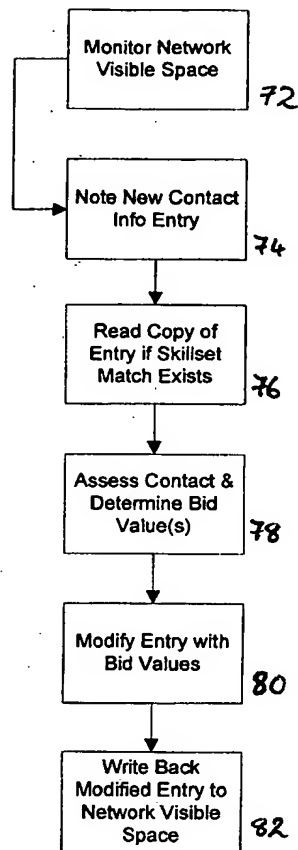 Monitor Network
Visible Space
72
Note New Contact
Info Entry
74
Read Copy of
Entry if Skillset
Match Exists
76
Assess Contact &
Determine Bid
Value(s)
78
Modify Entry with
Bid Values
80
Write Back
Modified Entry to
Network Visible
Space
82